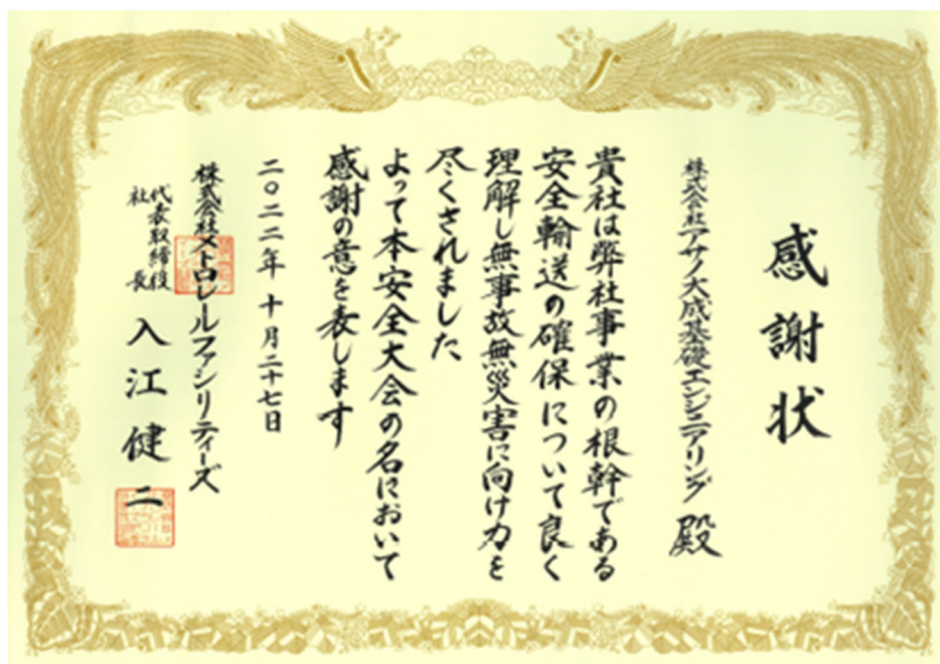 感謝状
株式会社アサノ大成基礎エンジニアリング 殿
貴社は弊社事業の根幹である
安全輸送の確保について良く
理解し無事故無災害に向け力を
尽くされました
よって本安全大会の名において
感謝の意を表します
二〇二二年 十月二十七日
株式会社メトロレールファシリティーズ
代表取締役
社長
入江健二